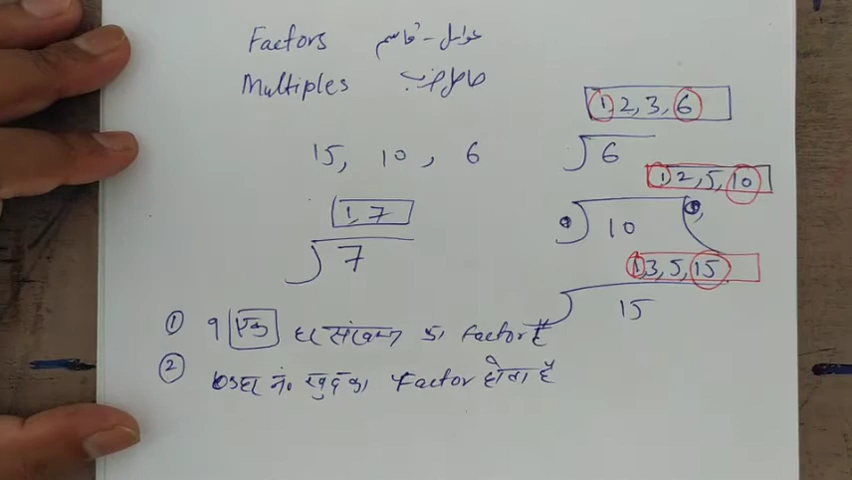 Factors عوامل - قاسم
Multiples حاصل ضرب
1, 2, 3, 6
15, 10, 6
6
1, 2, 5, 10
1, 7
10
7
1, 3, 5, 15
15
① १ एक हर संख्या का Factor है
② हर नं. खुद का Factor होता है